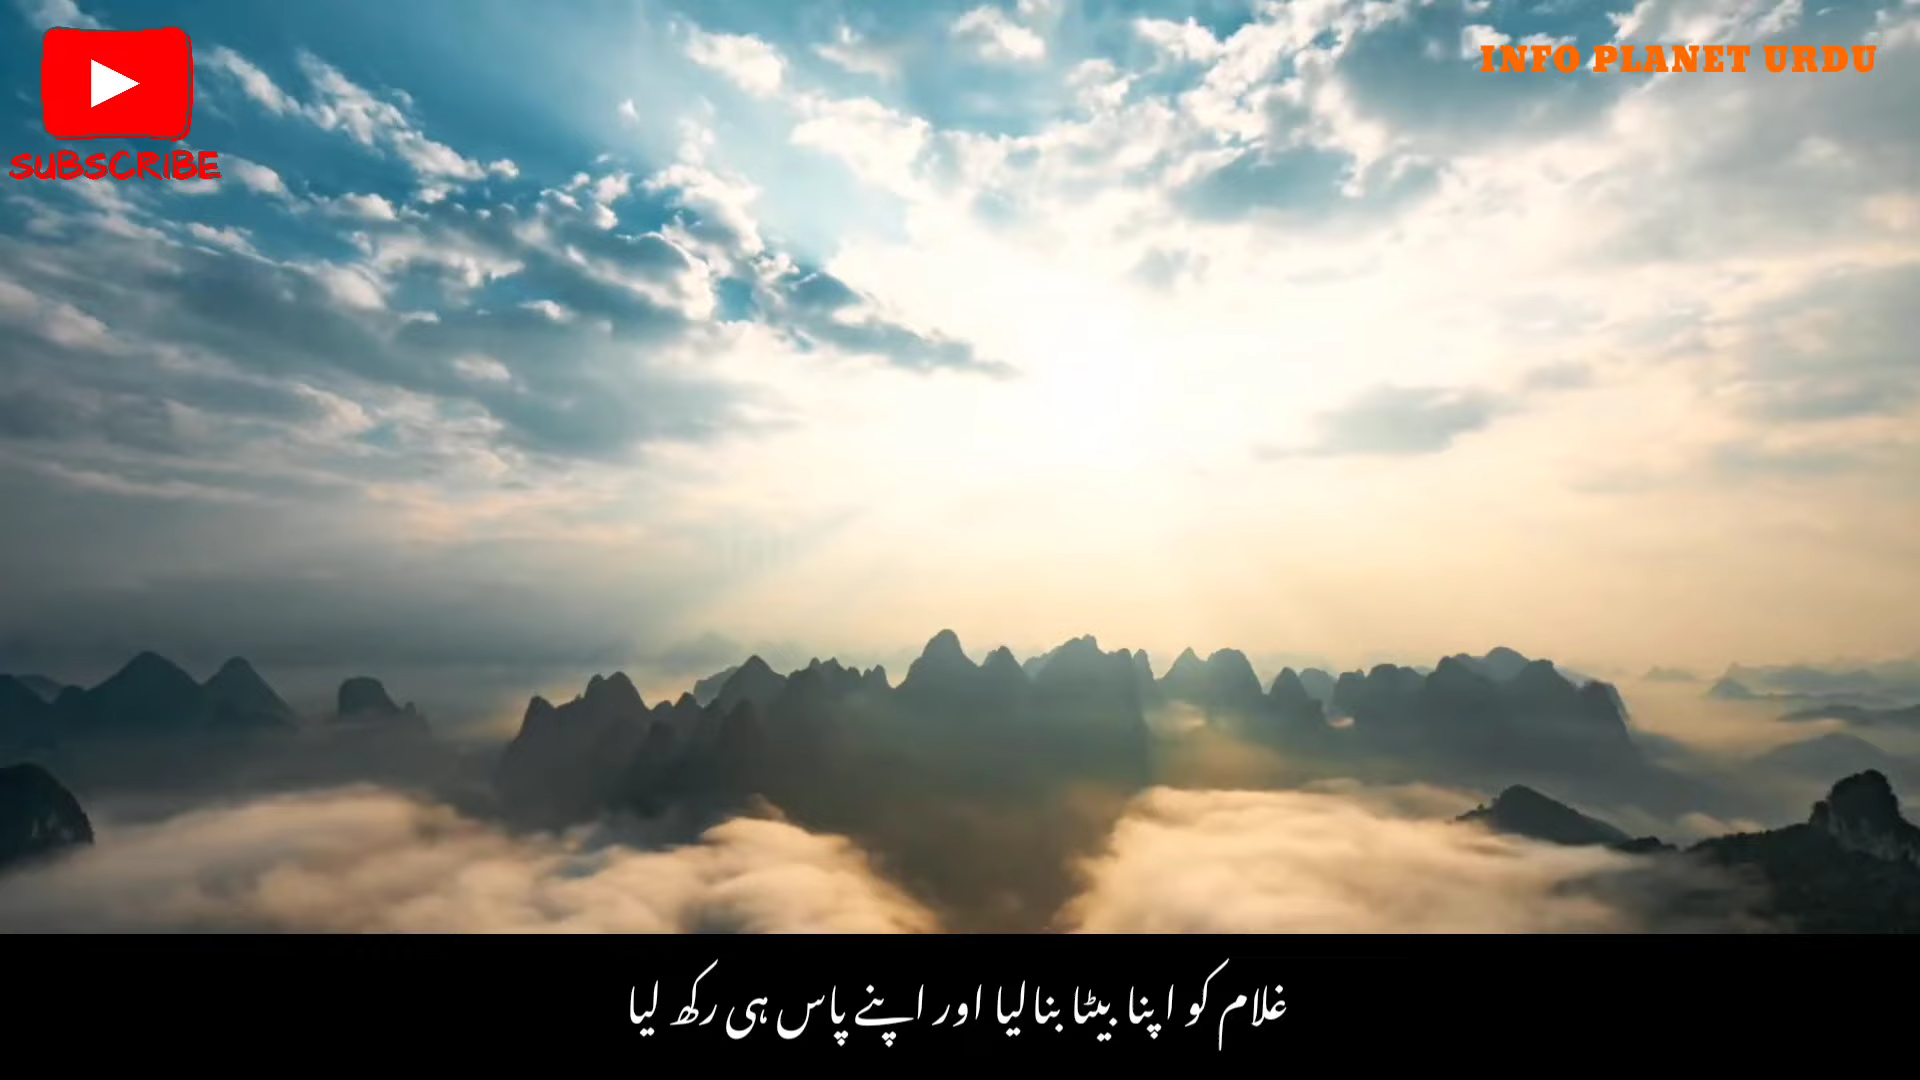 SUBSCRIBE
INFO PLANET URDU
غلام کو اپنا بیٹا بنا لیا اور اپنے پاس ہی رکھ لیا